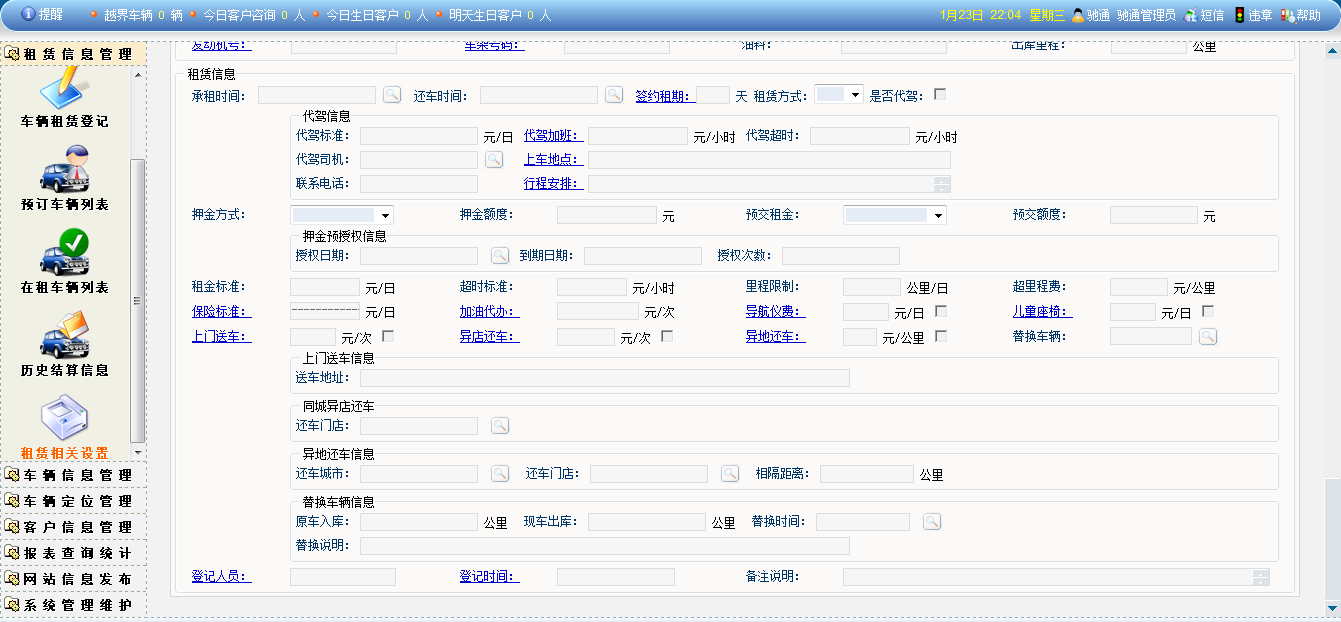 提醒 越界车辆 0 辆 今日客户咨询 0 人 今日生日客户 0 人 明天生日客户 0 人 1月23日 22:04 星期三 驰通 驰通管理员 短信 违章 帮助
租赁信息管理
车辆租赁登记
预订车辆列表
在租车辆列表
历史结算信息
租赁相关设置
车辆信息管理
车辆定位管理
客户信息管理
报表查询统计
网站信息发布
系统管理维护
发动机号： 车架号码： 油料： 出库里程： 公里
租赁信息
承租时间： 还车时间： 签约租期： 天 租赁方式： 是否代驾：
代驾信息
代驾标准： 元/日 代驾加班： 元/小时 代驾超时： 元/小时
代驾司机： 上车地点：
联系电话： 行程安排：
押金方式： 押金额度： 元 预交租金： 预交额度： 元
押金预授权信息
授权日期： 到期日期： 授权次数：
租金标准： 元/日 超时标准： 元/小时 里程限制： 公里/日 超里程费： 元/公里
保险标准： ------------ 元/日 加油代办： 元/次 导航仪费： 元/日 儿童座椅： 元/日
上门送车： 元/次 异店还车： 元/次 异地还车： 元/公里 替换车辆：
上门送车信息
送车地址：
同城异店还车
还车门店：
异地还车信息
还车城市： 还车门店： 相隔距离： 公里
替换车辆信息
原车入库： 公里 现车出库： 公里 替换时间：
替换说明：
登记人员： 登记时间： 备注说明：